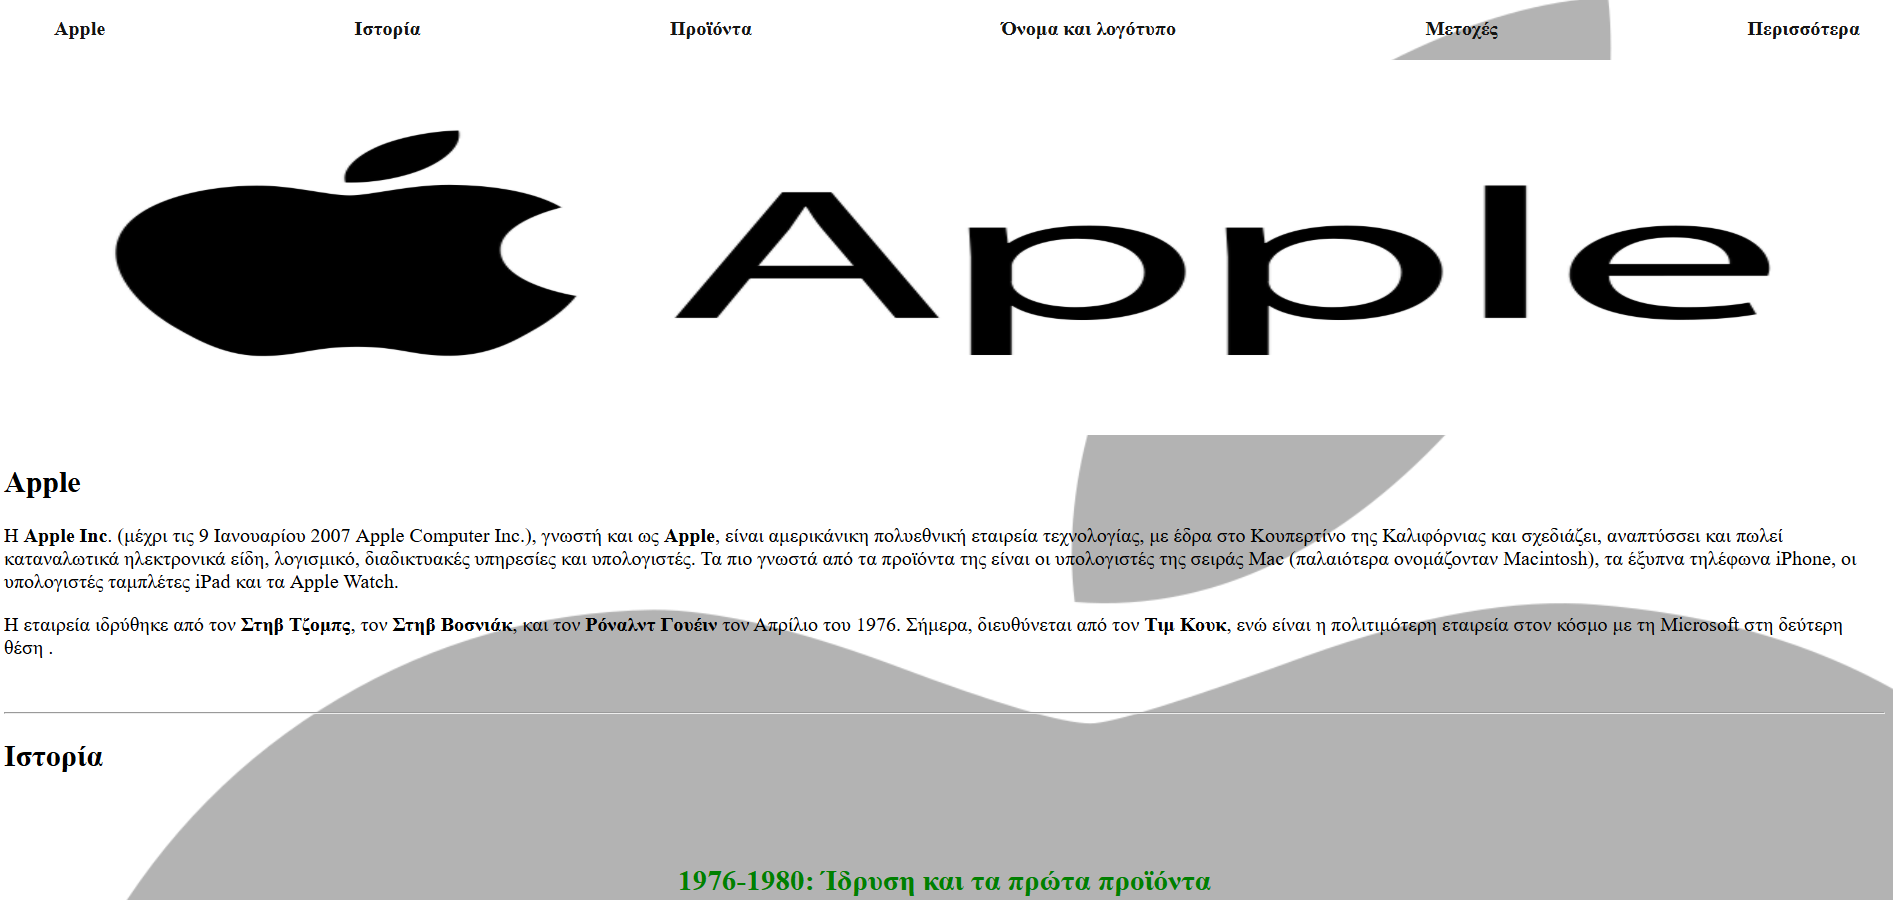 Apple Ιστορία Προϊόντα Όνομα και λογότυπο Μετοχές Περισσότερα
Apple
Apple
Η Apple Inc. (μέχρι τις 9 Ιανουαρίου 2007 Apple Computer Inc.), γνωστή και ως Apple, είναι αμερικάνικη πολυεθνική εταιρεία τεχνολογίας, με έδρα στο Κουπερτίνο της Καλιφόρνιας και σχεδιάζει, αναπτύσσει και πωλεί
καταναλωτικά ηλεκτρονικά είδη, λογισμικό, διαδικτυακές υπηρεσίες και υπολογιστές. Τα πιο γνωστά από τα προϊόντα της είναι οι υπολογιστές της σειράς Mac (παλαιότερα ονομάζονταν Macintosh), τα έξυπνα τηλέφωνα iPhone, οι
υπολογιστές ταμπλέτες iPad και τα Apple Watch.
Η εταιρεία ιδρύθηκε από τον Στηβ Τζομπς, τον Στηβ Βοσνιάκ, και τον Ρόναλντ Γουέιν τον Απρίλιο του 1976. Σήμερα, διευθύνεται από τον Τιμ Κουκ, ενώ είναι η πολιτιμότερη εταιρεία στον κόσμο με τη Microsoft στη δεύτερη
θέση .
Ιστορία
1976-1980: Ίδρυση και τα πρώτα προϊόντα